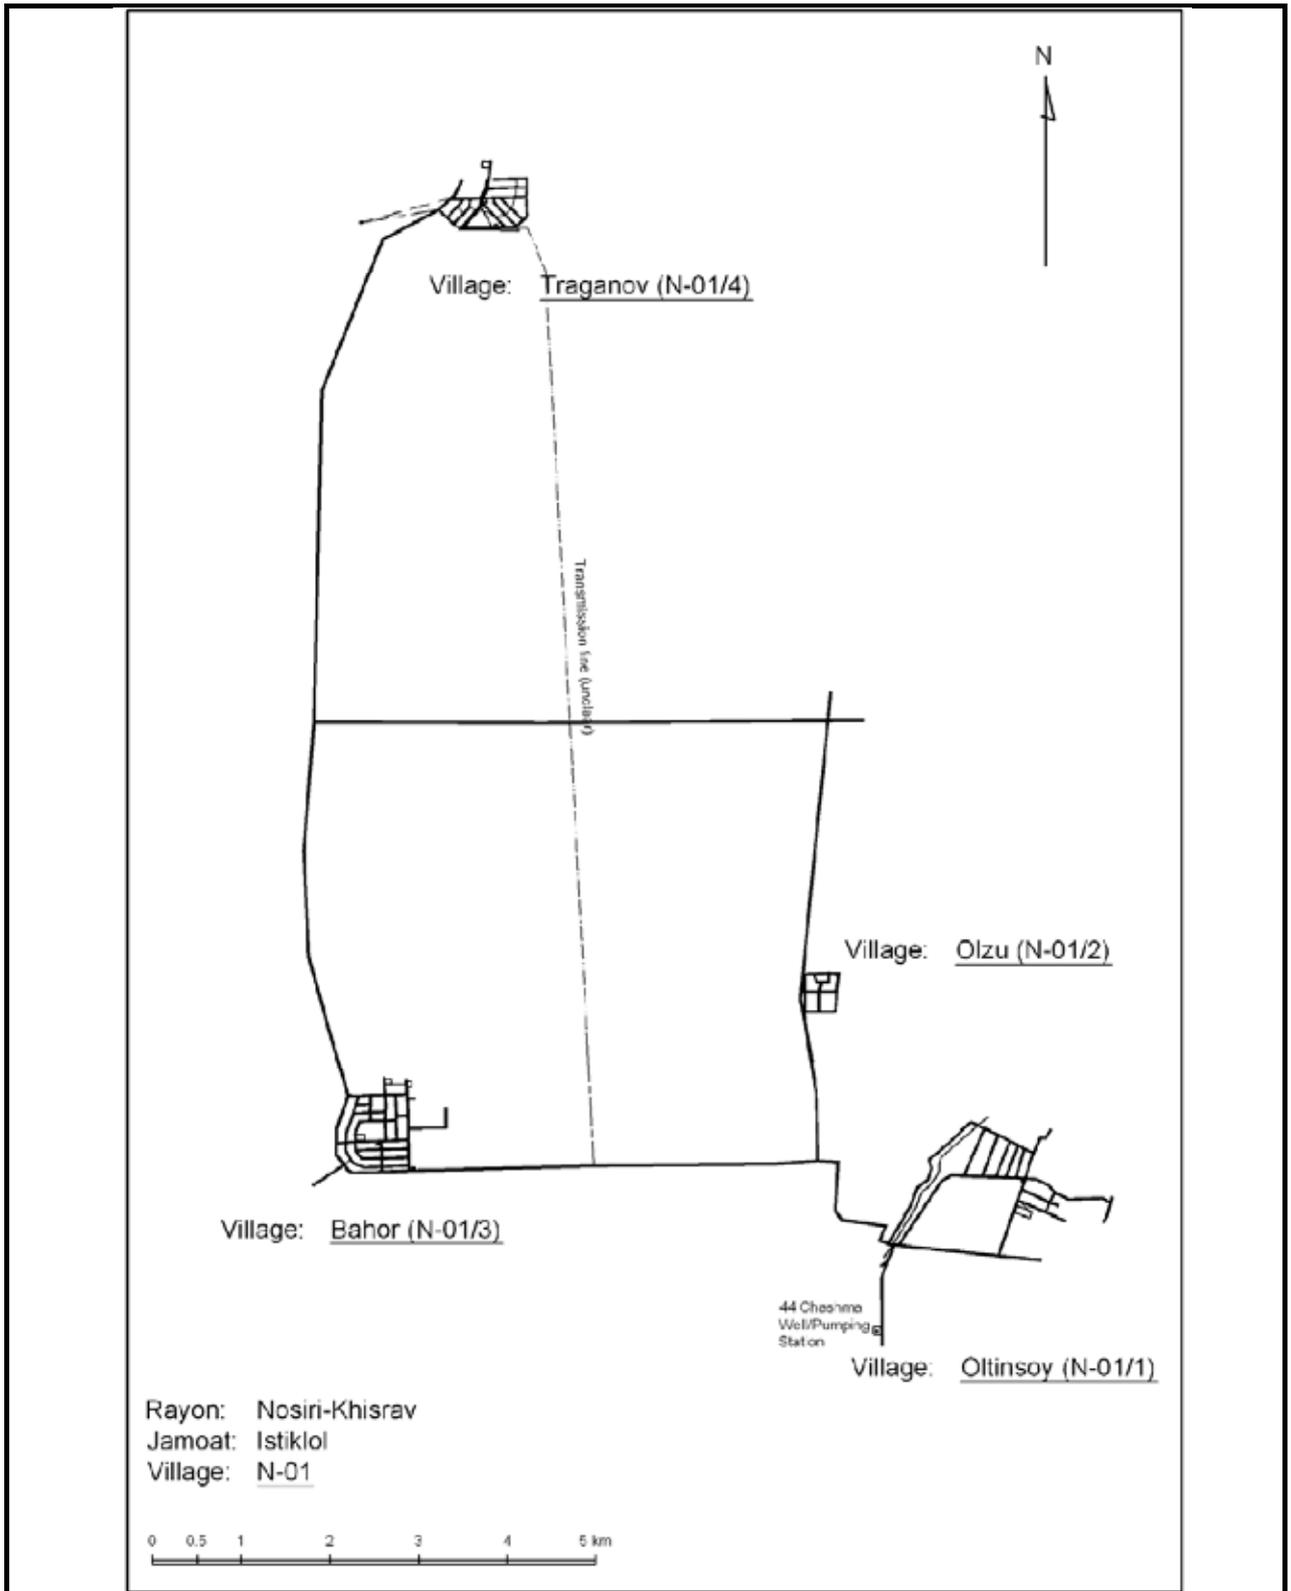 N
Village: Traganov (N-01/4)
Transmission line (unclear)
Village: Olzu (N-01/2)
Village: Bahor (N-01/3)
44 Chashma
Well/Pumping
Station
Village: Oltinsoy (N-01/1)
Rayon: Nosiri-Khisrav
Jamoat: Istiklol
Village: N-01
0 0.5 1 2 3 4 5 km